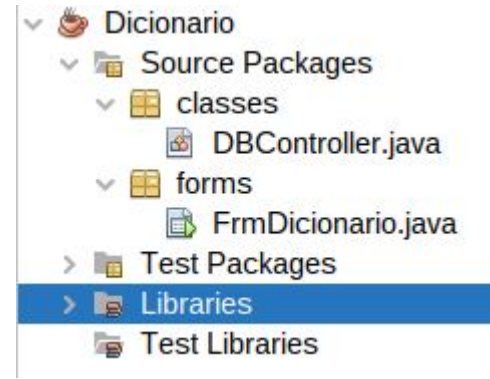 Dicionario
Source Packages
classes
DBController.java
forms
FrmDicionario.java
Test Packages
Libraries
Test Libraries